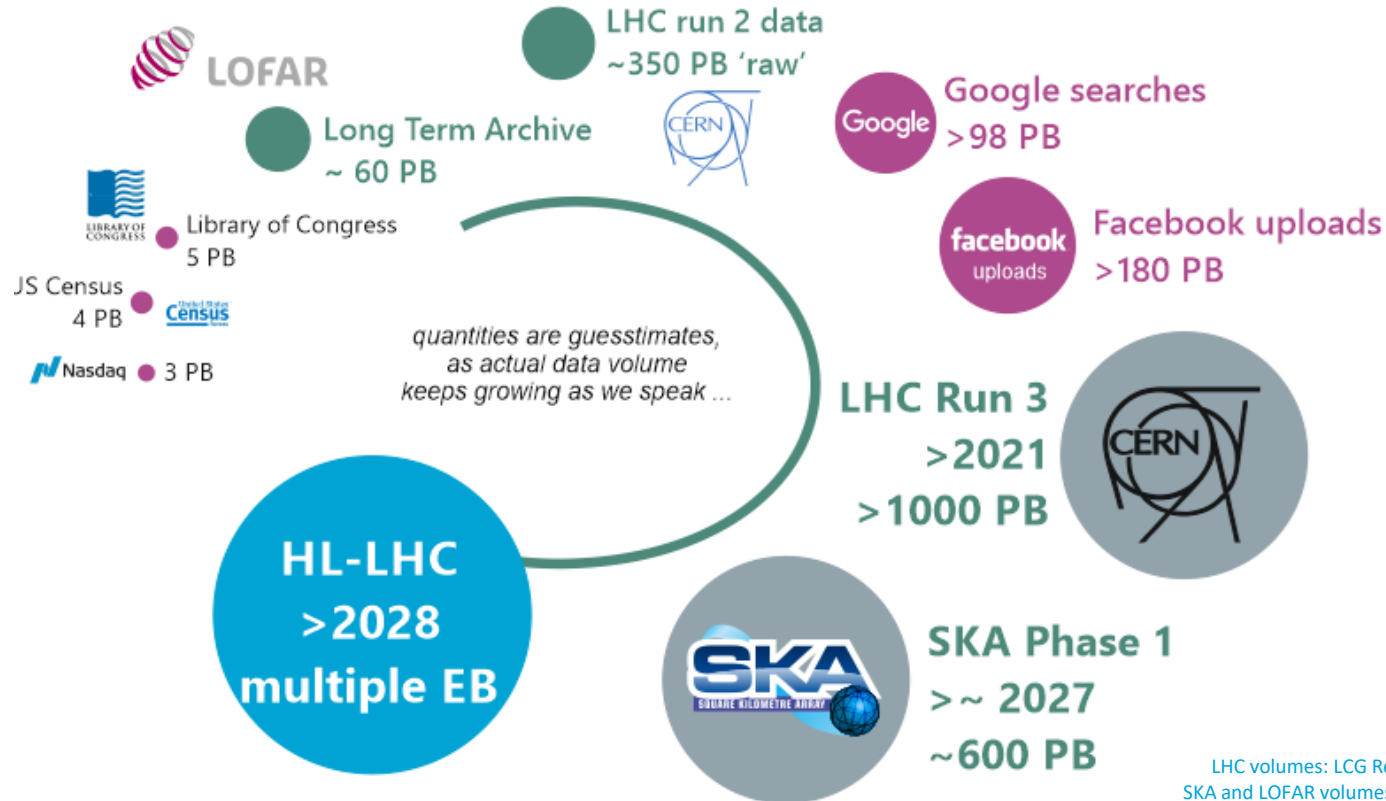 LOFAR
LHC run 2 data
~350 PB 'raw'
CERN
Google
Google searches
>98 PB
Long Term Archive
~ 60 PB
LIBRARY OF
CONGRESS
Library of Congress
5 PB
facebook
uploads
Facebook uploads
>180 PB
US Census
4 PB
United States
Census
Nasdaq
3 PB
quantities are guesstimates,
as actual data volume
keeps growing as we speak ...
LHC Run 3
>2021
>1000 PB
CERN
HL-LHC
>2028
multiple EB
SKA
SQUARE KILOMETRE ARRAY
SKA Phase 1
>~ 2027
~600 PB
LHC volumes: LCG
SKA and LOFAR volumes